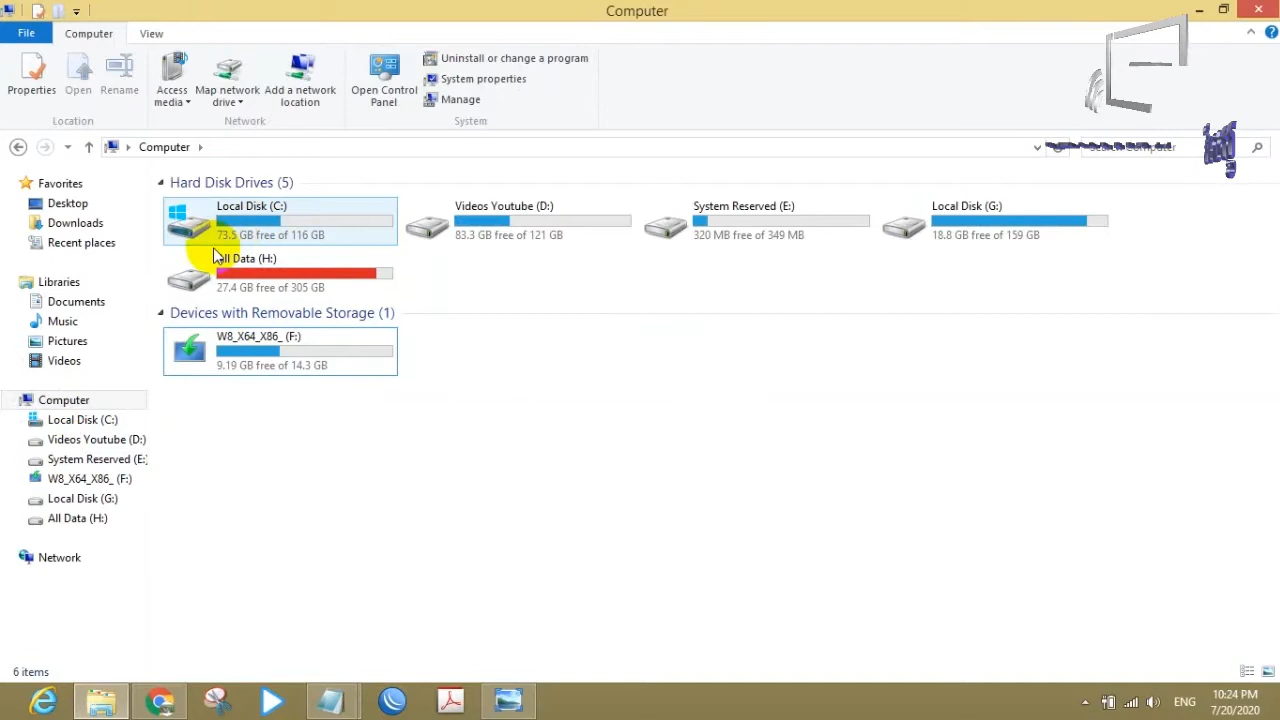 Computer
File
Computer
View
Properties
Open
Rename
Access media
Map network drive
Add a network location
Open Control Panel
Uninstall or change a program
System properties
Manage
Location
Network
System
Computer
Search Computer
Favorites
Desktop
Downloads
Recent places
Libraries
Documents
Music
Pictures
Videos
Computer
Local Disk (C:)
Videos Youtube (D:)
System Reserved (E:
W8_X64_X86_ (F:)
Local Disk (G:)
All Data (H:)
Network
Hard Disk Drives (5)
Local Disk (C:)
73.5 GB free of 116 GB
Videos Youtube (D:)
83.3 GB free of 121 GB
System Reserved (E:)
320 MB free of 349 MB
Local Disk (G:)
18.8 GB free of 159 GB
All Data (H:)
27.4 GB free of 305 GB
Devices with Removable Storage (1)
W8_X64_X86_ (F:)
9.19 GB free of 14.3 GB
6 items
ENG
10:24 PM
7/20/2020